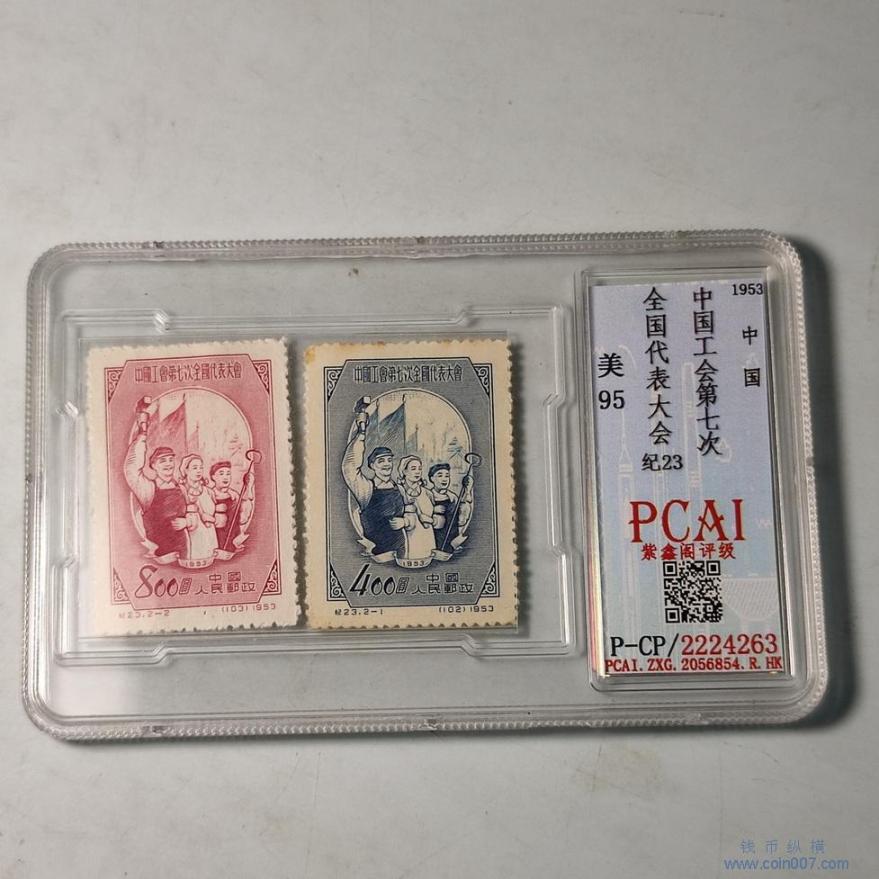 中國工會第七次全國代表大會
1953
800圓
中國
人民郵政
紀23.2-2
(103)1953
中國工會第七次全國代表大會
1953
400圓
中國
人民郵政
紀23.2-1
(102)1953
1953
中国
中国工会第七次
全国代表大会
纪23
美
95
PCAI
紫鑫阁评级
P-CP/2224263
PCAI.ZXG.2056854.R.HK
钱币纵横
www.coin007.com